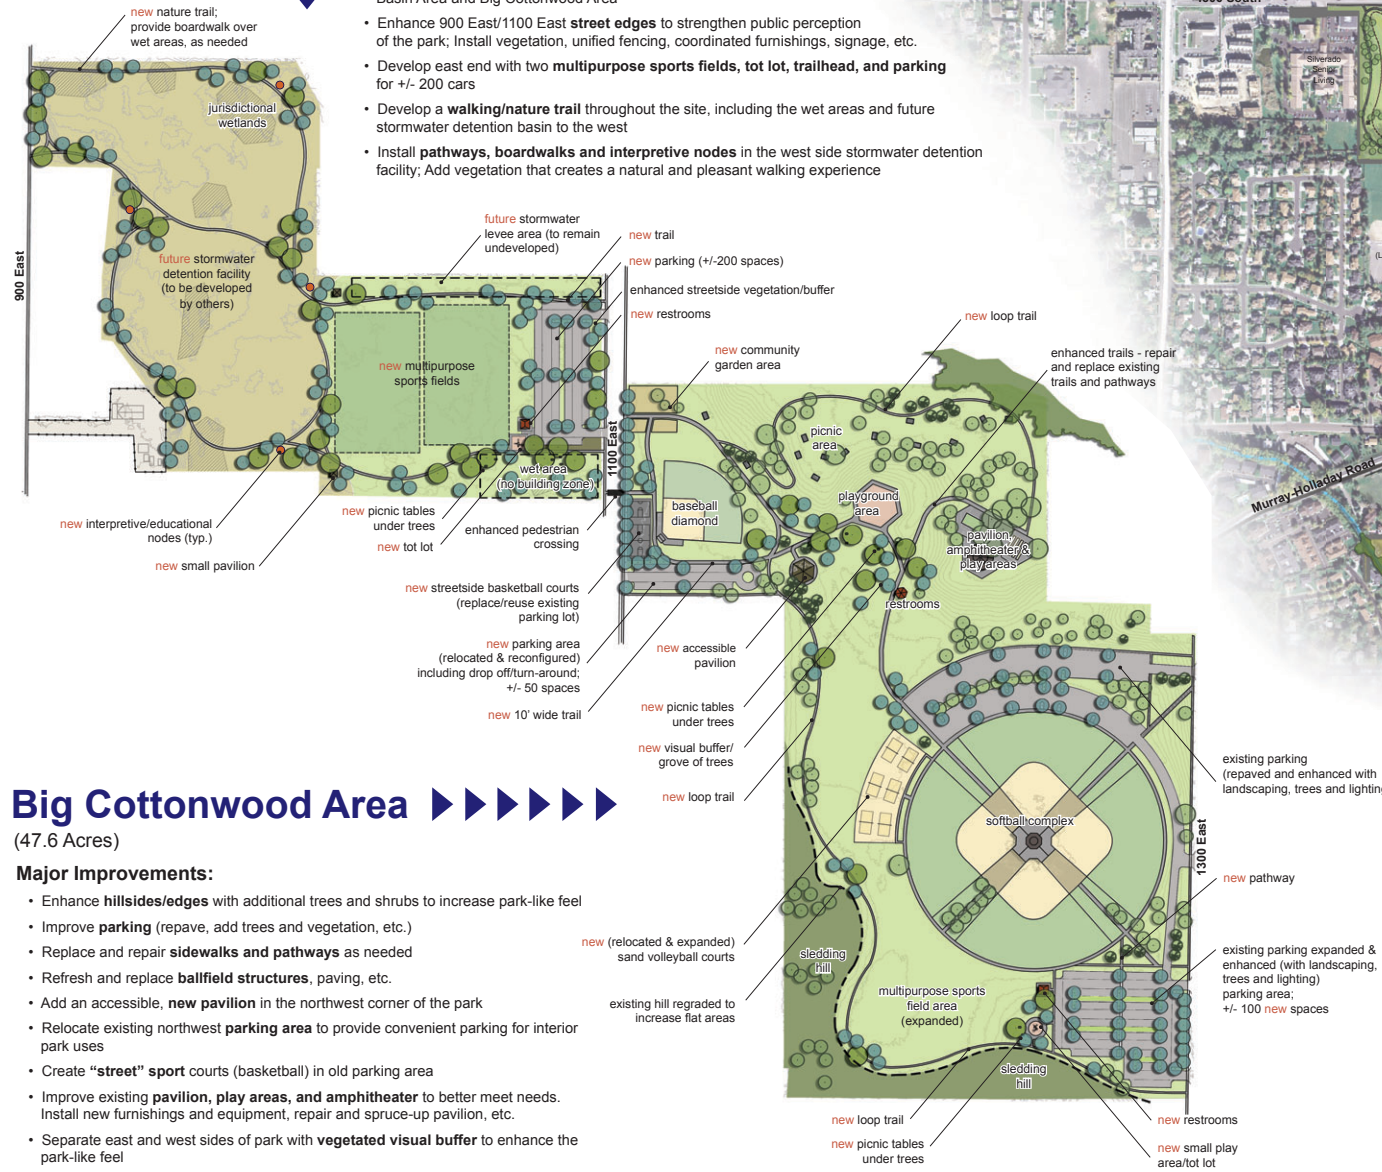 Basin Area and Big Cottonwood Area
• Enhance 900 East/1100 East street edges to strengthen public perception
of the park; Install vegetation, unified fencing, coordinated furnishings, signage, etc.
• Develop east end with two multipurpose sports fields, tot lot, trailhead, and parking
for +/- 200 cars
• Develop a walking/nature trail throughout the site, including the wet areas and future
stormwater detention basin to the west
• Install pathways, boardwalks and interpretive nodes in the west side stormwater detention
facility; Add vegetation that creates a natural and pleasant walking experience
new nature trail;
provide boardwalk over
wet areas, as needed
jurisdictional
wetlands
900 East
future stormwater
detention facility
(to be developed
by others)
future stormwater
levee area (to remain
undeveloped)
new trail
new parking (+/-200 spaces)
enhanced streetside vegetation/buffer
new restrooms
new multipurpose
sports fields
new community
garden area
new loop trail
enhanced trails - repair
and replace existing
trails and pathways
Silverado
Senior
Living
Murray-Holladay Road
1100 East
picnic
area
playground
area
baseball
diamond
pavilion,
amphitheater &
play areas
restrooms
wet area
(no building zone)
new interpretive/educational
nodes (typ.)
new small pavilion
new picnic tables
under trees
new tot lot
enhanced pedestrian
crossing
new streetside basketball courts
(replace/reuse existing
parking lot)
new parking area
(relocated & reconfigured)
including drop off/turn-around;
+/- 50 spaces
new 10' wide trail
new accessible
pavilion
new picnic tables
under trees
new visual buffer/
grove of trees
new loop trail
existing parking
(repaved and enhanced with
landscaping, trees and lighting
softball complex
1300 East
new pathway
existing parking expanded &
enhanced (with landscaping,
trees and lighting)
parking area;
+/- 100 new spaces
new (relocated & expanded)
sand volleyball courts
existing hill regraded to
increase flat areas
sledding
hill
multipurpose sports
field area
(expanded)
sledding
hill
new loop trail
new picnic tables
under trees
new restrooms
new small play
area/tot lot
Big Cottonwood Area
(47.6 Acres)
Major Improvements:
• Enhance hillsides/edges with additional trees and shrubs to increase park-like feel
• Improve parking (repave, add trees and vegetation, etc.)
• Replace and repair sidewalks and pathways as needed
• Refresh and replace ballfield structures, paving, etc.
• Add an accessible, new pavilion in the northwest corner of the park
• Relocate existing northwest parking area to provide convenient parking for interior
park uses
• Create “street” sport courts (basketball) in old parking area
• Improve existing pavilion, play areas, and amphitheater to better meet needs.
Install new furnishings and equipment, repair and spruce-up pavilion, etc.
• Separate east and west sides of park with vegetated visual buffer to enhance the
park-like feel